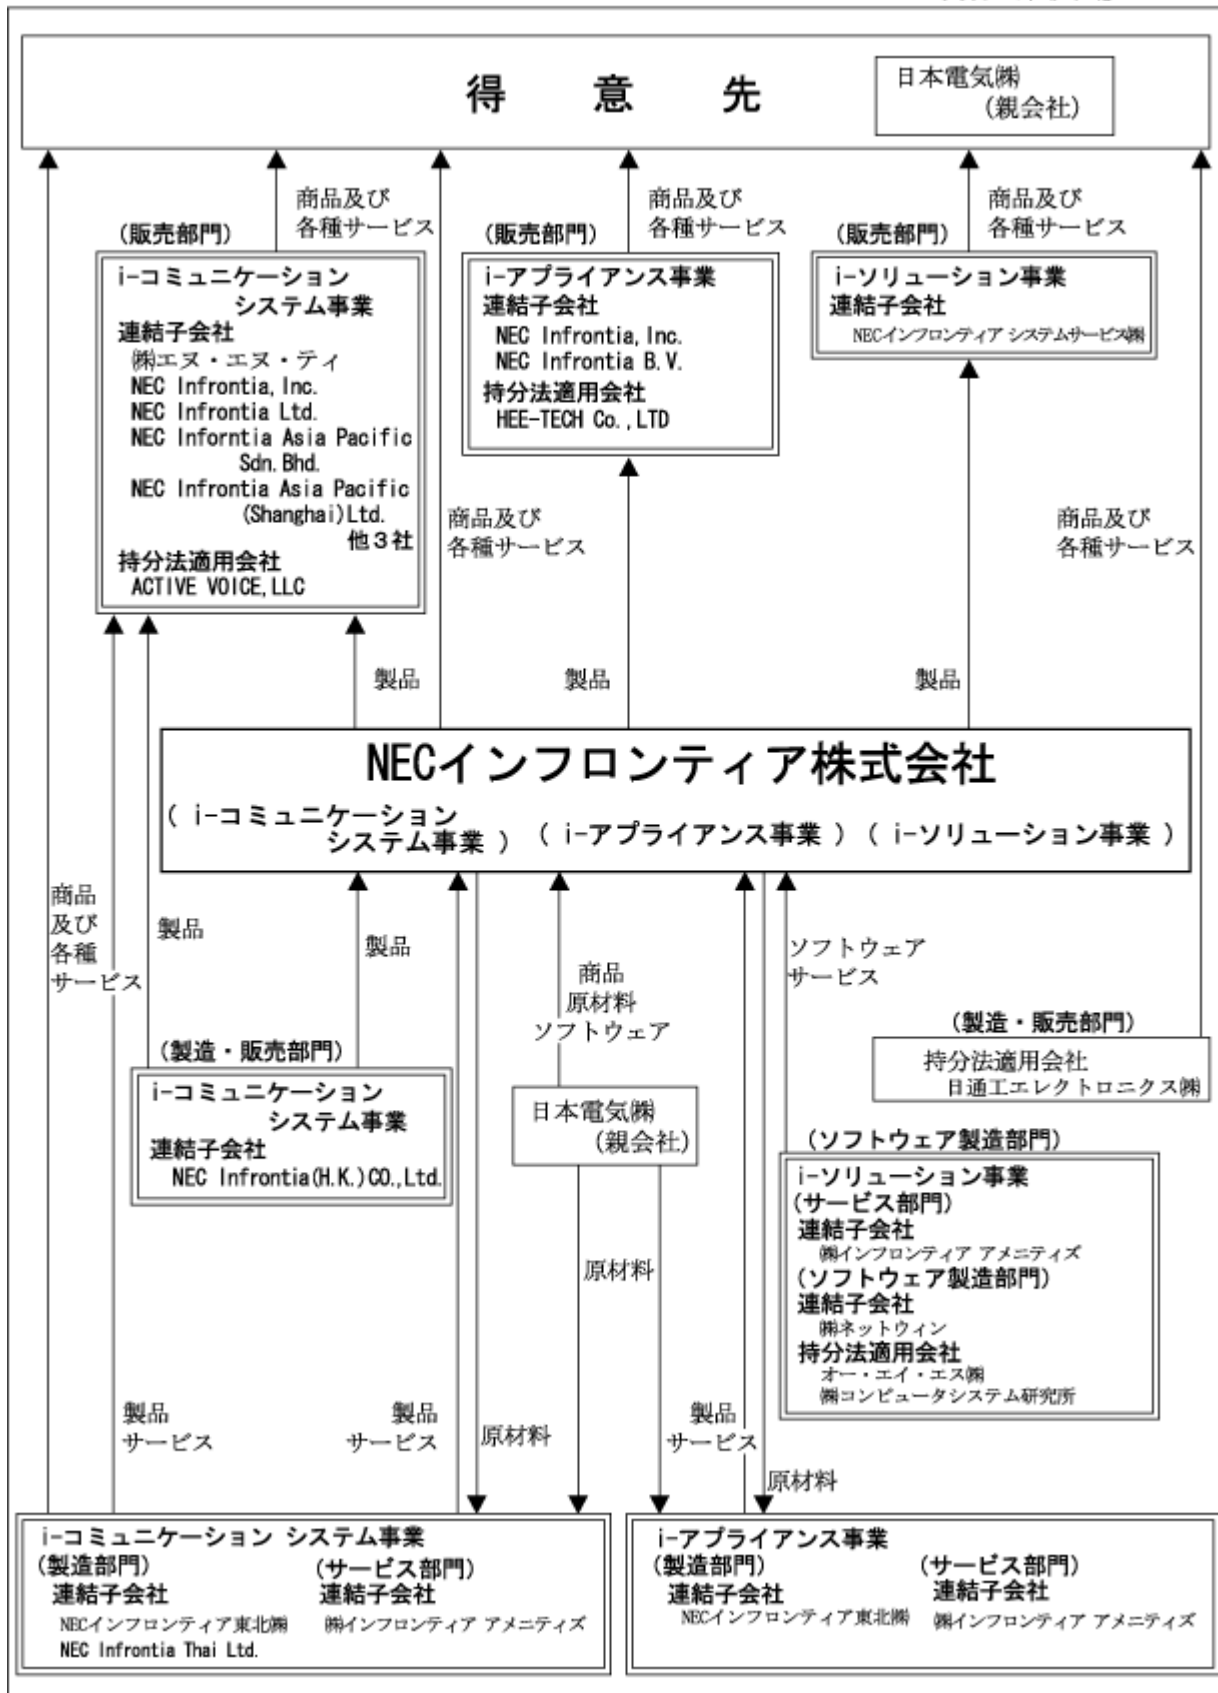 得 意 先
日本電気㈱
(親会社)
商品及び
各種サービス
商品及び
各種サービス
商品及び
各種サービス
(販売部門)
(販売部門)
(販売部門)
i-コミュニケーション
システム事業
連結子会社
㈱エヌ・エヌ・ティ
NEC Infrontia, Inc.
NEC Infrontia Ltd.
NEC Inforntia Asia Pacific
Sdn. Bhd.
NEC Infrontia Asia Pacific
(Shanghai)Ltd.
他3社
持分法適用会社
ACTIVE VOICE, LLC
i-アプライアンス事業
連結子会社
NEC Infrontia, Inc.
NEC Infrontia B.V.
持分法適用会社
HEE-TECH Co., LTD
i-ソリューション事業
連結子会社
NECインフロンティア システムサービス㈱
商品及び
各種サービス
商品及び
各種サービス
製品
製品
製品
NECインフロンティア株式会社
( i-コミュニケーション
システム事業 )
( i-アプライアンス事業 )
( i-ソリューション事業 )
商品
及び
各種
サービス
製品
製品
商品
原材料
ソフトウェア
ソフトウェア
サービス
(製造・販売部門)
i-コミュニケーション
システム事業
連結子会社
NEC Infrontia(H.K.)CO., Ltd.
日本電気㈱
(親会社)
(製造・販売部門)
持分法適用会社
日通工エレクトロニクス㈱
(ソフトウェア製造部門)
i-ソリューション事業
(サービス部門)
連結子会社
㈱インフロンティア アメニティズ
(ソフトウェア製造部門)
連結子会社
㈱ネットウィン
持分法適用会社
オー・エイ・エス㈱
㈱コンピュータシステム研究所
原材料
製品
サービス
製品
サービス
原材料
製品
サービス
原材料
i-コミュニケーション システム事業
(製造部門)
連結子会社
NECインフロンティア東北㈱
NEC Infrontia Thai Ltd.
(サービス部門)
連結子会社
㈱インフロンティア アメニティズ
i-アプライアンス事業
(製造部門)
連結子会社
NECインフロンティア東北㈱
(サービス部門)
連結子会社
㈱インフロンティア アメニティズ